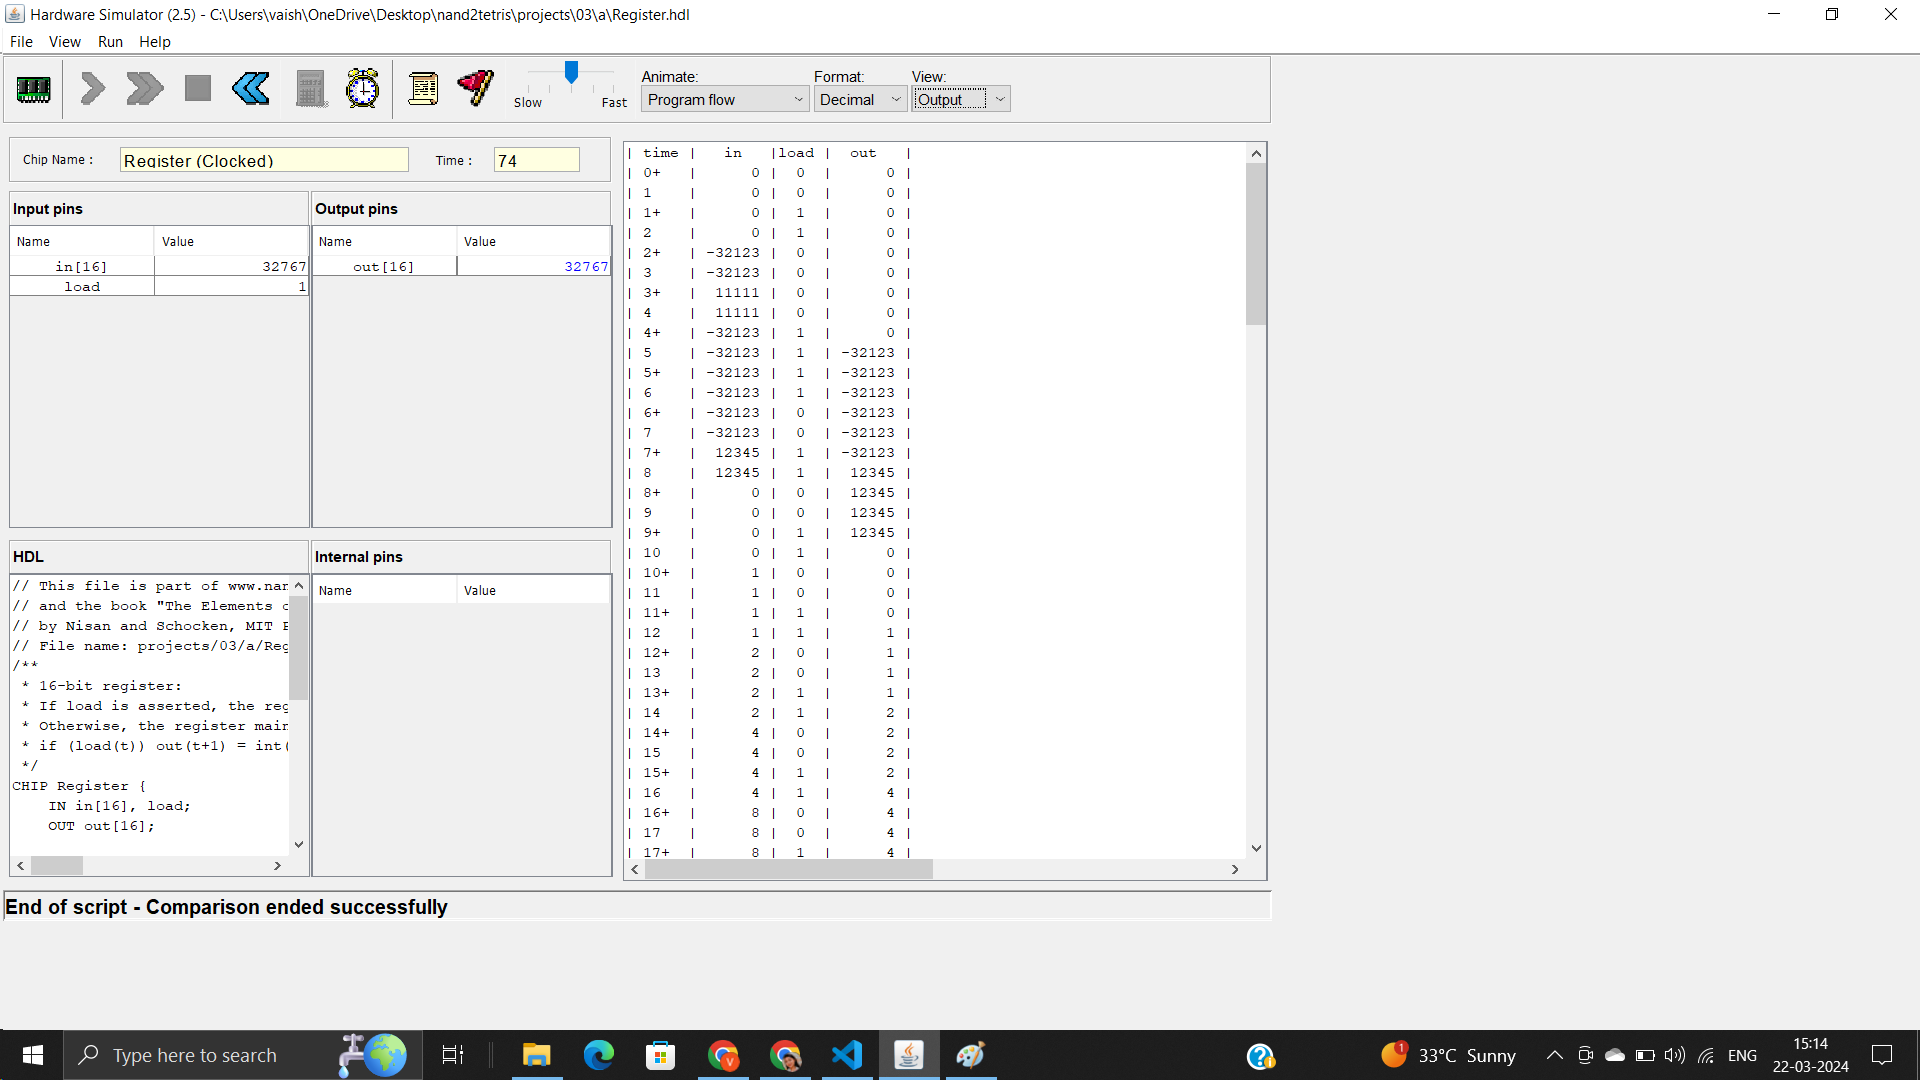 Hardware Simulator (2.5) - C:\Users\vaish\OneDrive\Desktop\nand2tetris\projects\03\a\Register.hdl
File View Run Help
Slow Fast
Animate: Format: View:
Program flow Decimal Output
Chip Name : Register (Clocked) Time : 74
Input pins
Name Value
in[16] 32767
load 1
Output pins
Name Value
out[16] 32767
HDL
// This file is part of www.nan
// and the book "The Elements o
// by Nisan and Schocken, MIT P
// File name: projects/03/a/Reg
/**
* 16-bit register:
* If load is asserted, the reg
* Otherwise, the register main
* if (load(t)) out(t+1) = int(
*/
CHIP Register {
IN in[16], load;
OUT out[16];
Internal pins
Name Value
| time | in |load | out |
| 0+ | 0 | 0 | 0 |
| 1 | 0 | 0 | 0 |
| 1+ | 0 | 1 | 0 |
| 2 | 0 | 1 | 0 |
| 2+ | -32123 | 0 | 0 |
| 3 | -32123 | 0 | 0 |
| 3+ | 11111 | 0 | 0 |
| 4 | 11111 | 0 | 0 |
| 4+ | -32123 | 1 | 0 |
| 5 | -32123 | 1 | -32123 |
| 5+ | -32123 | 1 | -32123 |
| 6 | -32123 | 1 | -32123 |
| 6+ | -32123 | 0 | -32123 |
| 7 | -32123 | 0 | -32123 |
| 7+ | 12345 | 1 | -32123 |
| 8 | 12345 | 1 | 12345 |
| 8+ | 0 | 0 | 12345 |
| 9 | 0 | 0 | 12345 |
| 9+ | 0 | 1 | 12345 |
| 10 | 0 | 1 | 0 |
| 10+ | 1 | 0 | 0 |
| 11 | 1 | 0 | 0 |
| 11+ | 1 | 1 | 0 |
| 12 | 1 | 1 | 1 |
| 12+ | 2 | 0 | 1 |
| 13 | 2 | 0 | 1 |
| 13+ | 2 | 1 | 1 |
| 14 | 2 | 1 | 2 |
| 14+ | 4 | 0 | 2 |
| 15 | 4 | 0 | 2 |
| 15+ | 4 | 1 | 2 |
| 16 | 4 | 1 | 4 |
| 16+ | 8 | 0 | 4 |
| 17 | 8 | 0 | 4 |
| 17+ | 8 | 1 | 4 |
End of script - Comparison ended successfully
Type here to search
V
1
33°C Sunny
ENG
15:14
22-03-2024